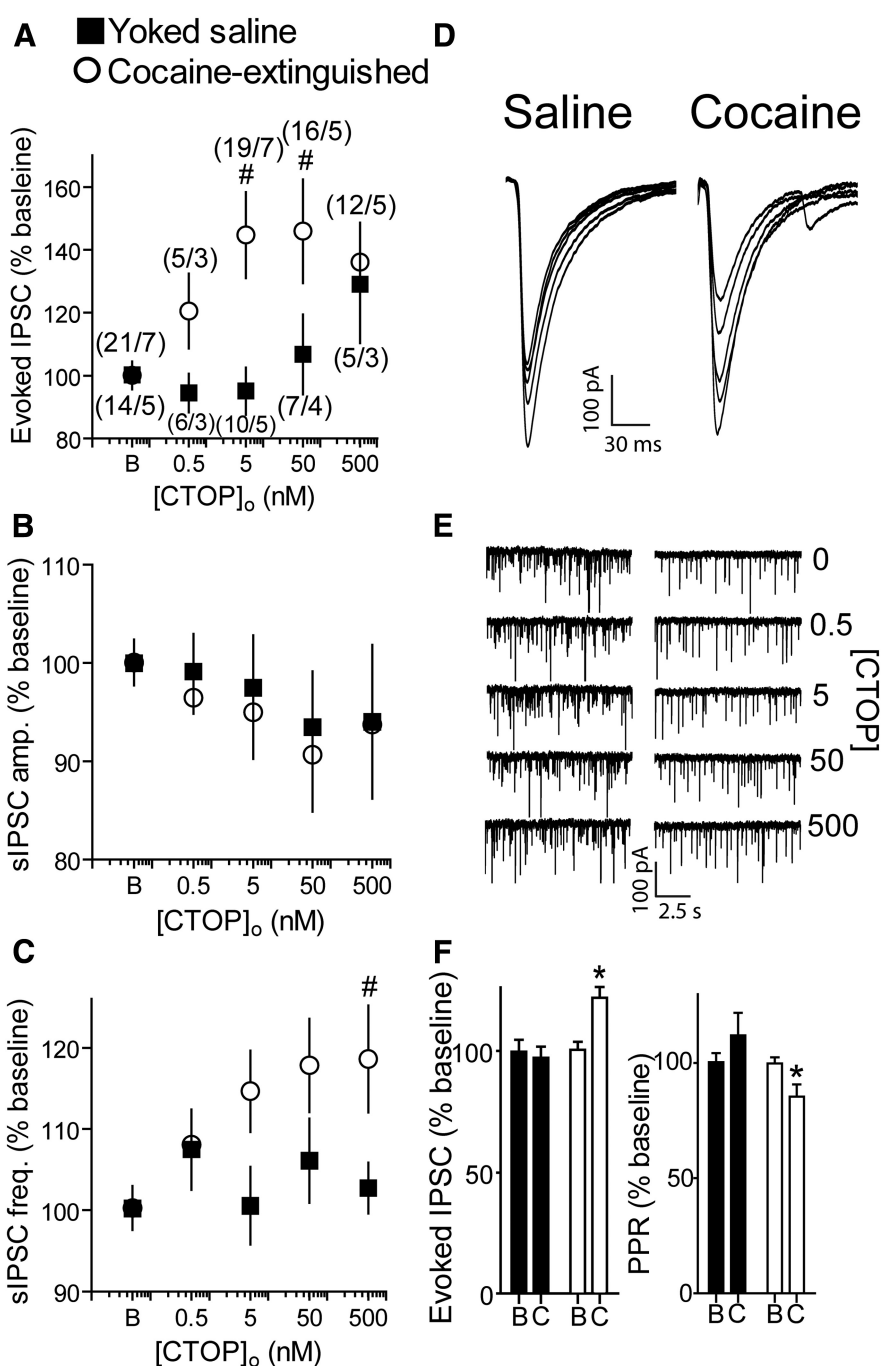 A
Yoked saline
Cocaine-extinguished
Evoked IPSC (% basleine)
160
140
120
100
80
(21/7)
(14/5)
(5/3)
(6/3)
(19/7)
#
(10/5)
(16/5)
#
(7/4)
(12/5)
(5/3)
B 0.5 5 50 500
[CTOP]o (nM)
B
sIPSC amp. (% baseline)
110
100
90
80
B 0.5 5 50 500
[CTOP]o (nM)
C
sIPSC freq. (% baseline)
120
110
100
90
#
B 0.5 5 50 500
[CTOP]o (nM)
D
Saline Cocaine
100 pA
30 ms
E
0
0.5
5
50
500
[CTOP]
100 pA
2.5 s
F
Evoked IPSC (% baseline)
100
50
0
*
B C B C
PPR (% baseline)
100
50
0
*
B C B C